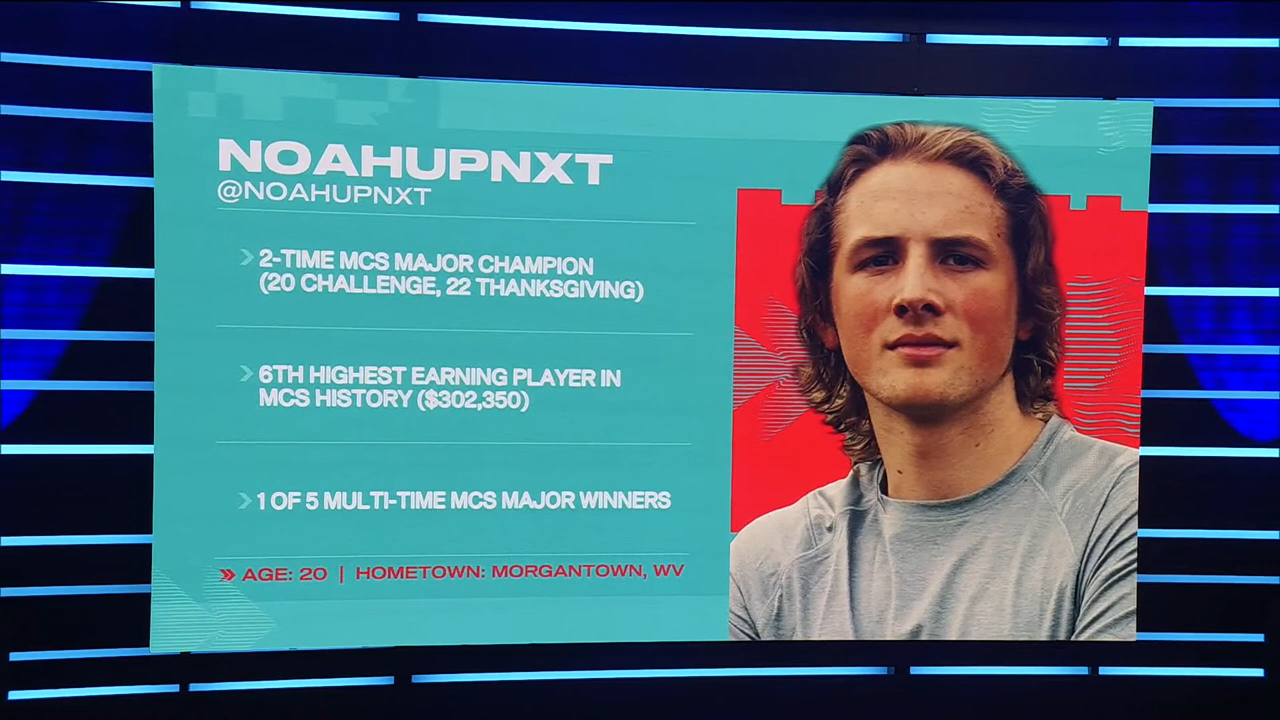 NOAHUPNXT
@NOAHUPNXT
2-TIME MCS MAJOR CHAMPION
(20 CHALLENGE, 22 THANKSGIVING)
6TH HIGHEST EARNING PLAYER IN
MCS HISTORY ($302,350)
1 OF 5 MULTI-TIME MCS MAJOR WINNERS
» AGE: 20 | HOMETOWN: MORGANTOWN, WV